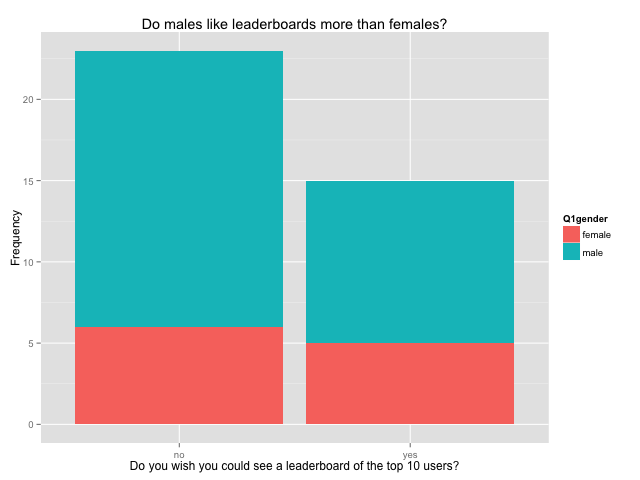 Do males like leaderboards more than females?
Frequency
20
15
10
5
0
no
yes
Do you wish you could see a leaderboard of the top 10 users?
Q1gender
female
male